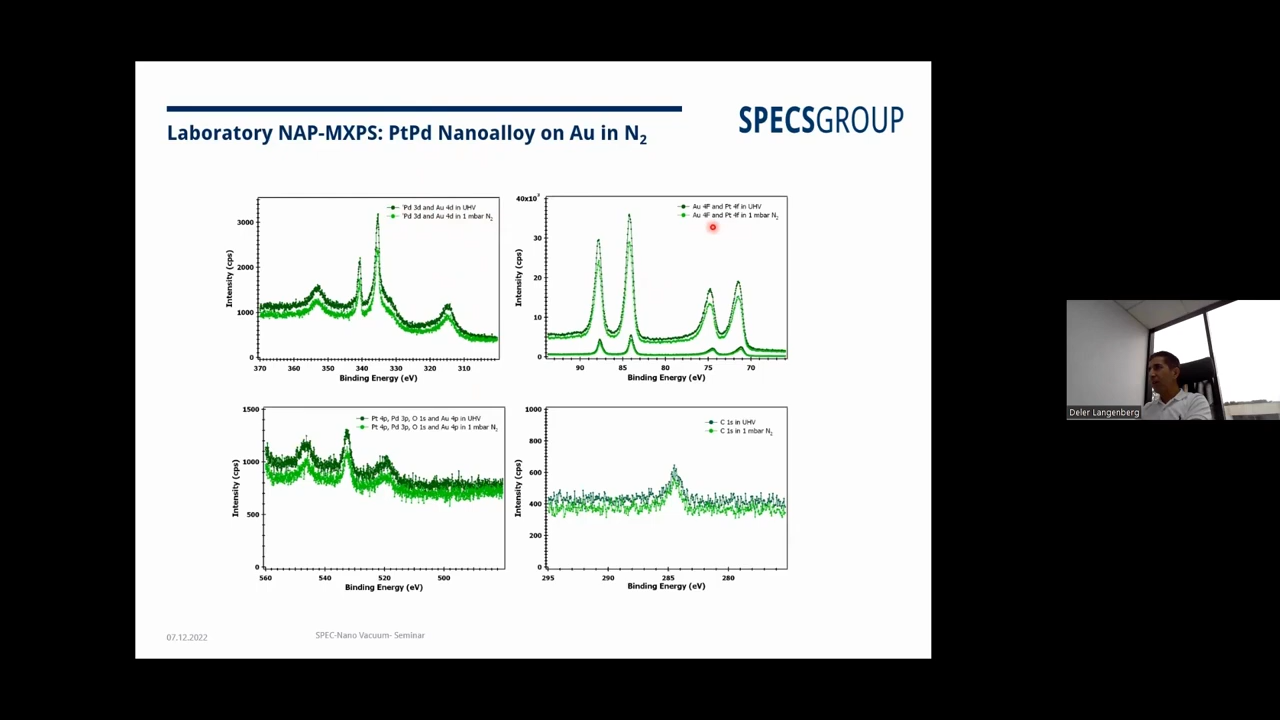 SPECSGROUP
Laboratory NAP-MXPS: PtPd Nanoalloy on Au in N2
Intensity (cps)
3000
2000
1000
0
'Pd 3d and Au 4d in UHV
'Pd 3d and Au 4d in 1 mbar N2
370 360 350 340 330 320 310
Binding Energy (eV)
Intensity (cps)
40x10³
30
20
10
0
Au 4F and Pt 4f in UHV
Au 4F and Pt 4f in 1 mbar N2
90 85 80 75 70
Binding Energy (eV)
Intensity (cps)
1500
1000
500
0
Pt 4p, Pd 3p, O 1s and Au 4p in UHV
Pt 4p, Pd 3p, O 1s and Au 4p in 1 mbar N2
560 540 520 500
Binding Energy (eV)
Intensity (cps)
1000
800
600
400
200
0
C 1s in UHV
C 1s in 1 mbar N2
295 290 285 280
Binding Energy (eV)
07.12.2022
SPEC-Nano Vacuum- Seminar
Deler Langenberg